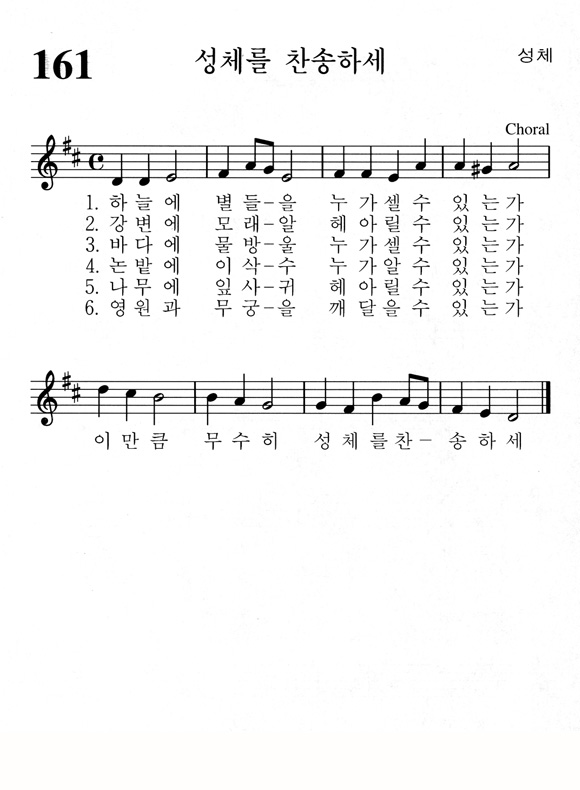 161 성체를 찬송하세 성체
Choral
1. 하늘에 별들-을 누가셀수 있는가
2. 강변에 모래-알 헤아릴수 있는가
3. 바다에 물방-울 누가셀수 있는가
4. 논밭에 이삭-수 누가알수 있는가
5. 나무에 잎사-귀 헤아릴수 있는가
6. 영원과 무궁-을 깨달을수 있는가
이만큼 무수히 성체를찬- 송하세